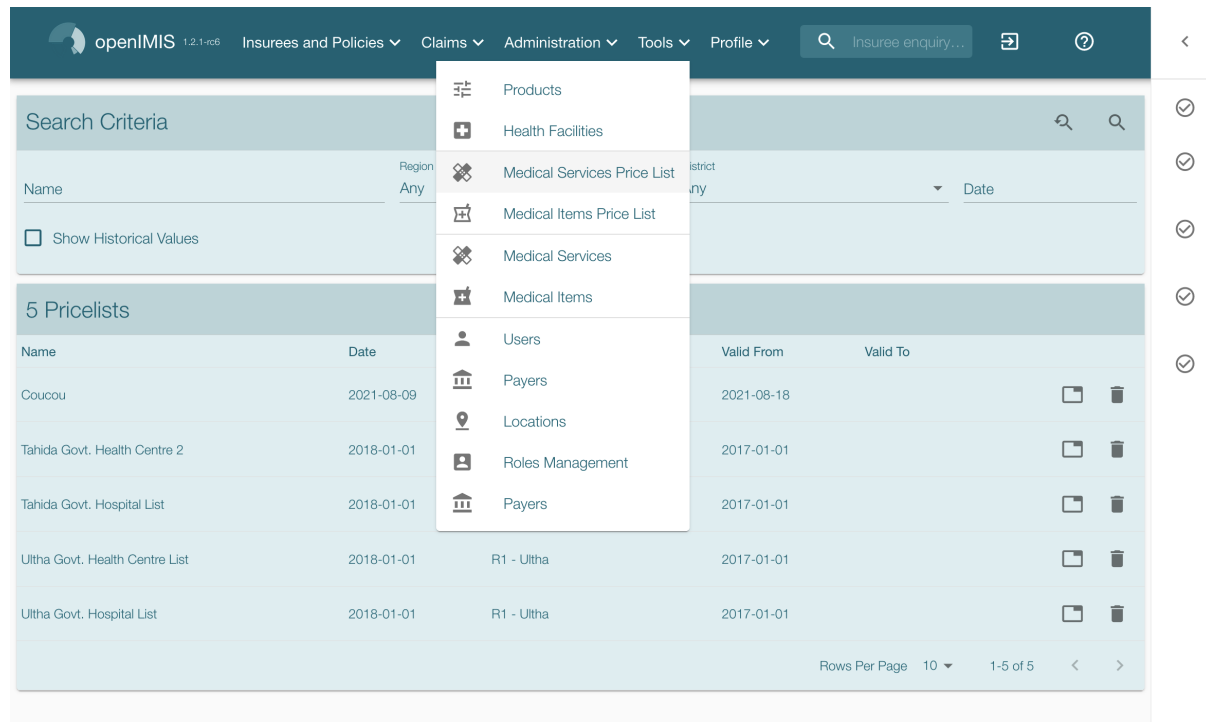 openIMIS 1.2.1-rc6 Insurees and Policies Claims Administration Tools Profile Insuree enquiry...
Products
Search Criteria
Health Facilities
Region
Medical Services Price List
istrict
Name
Any
ny
Date
Medical Items Price List
Show Historical Values
Medical Services
Medical Items
5 Pricelists
Users
Name Date Valid From Valid To
Payers
Coucou 2021-08-09 2021-08-18
Locations
Tahida Govt. Health Centre 2 2018-01-01 2017-01-01
Roles Management
Tahida Govt. Hospital List 2018-01-01 Payers 2017-01-01
Ultha Govt. Health Centre List 2018-01-01 R1 - Ultha 2017-01-01
Ultha Govt. Hospital List 2018-01-01 R1 - Ultha 2017-01-01
Rows Per Page 10 1-5 of 5